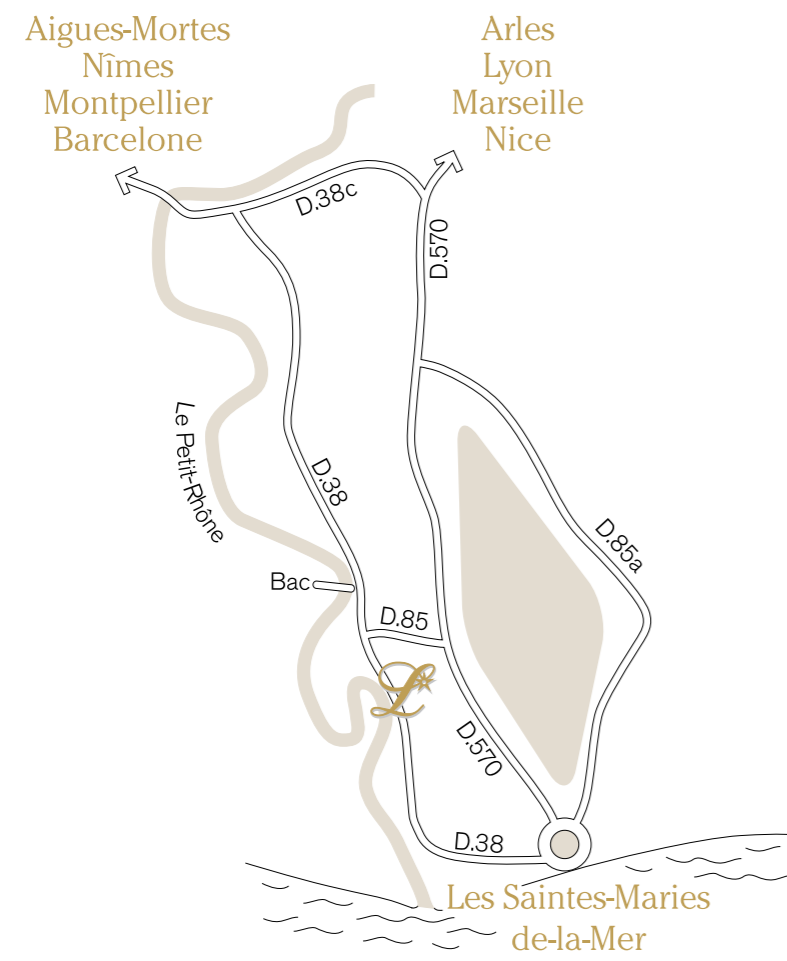 Aigues-Mortes
Nîmes
Montpellier
Barcelone
Arles
Lyon
Marseille
Nice
D.38c
D.570
Le Petit-Rhône
D.38
D.85a
Bac
D.85
L
D.570
D.38
Les Saintes-Maries
de-la-Mer